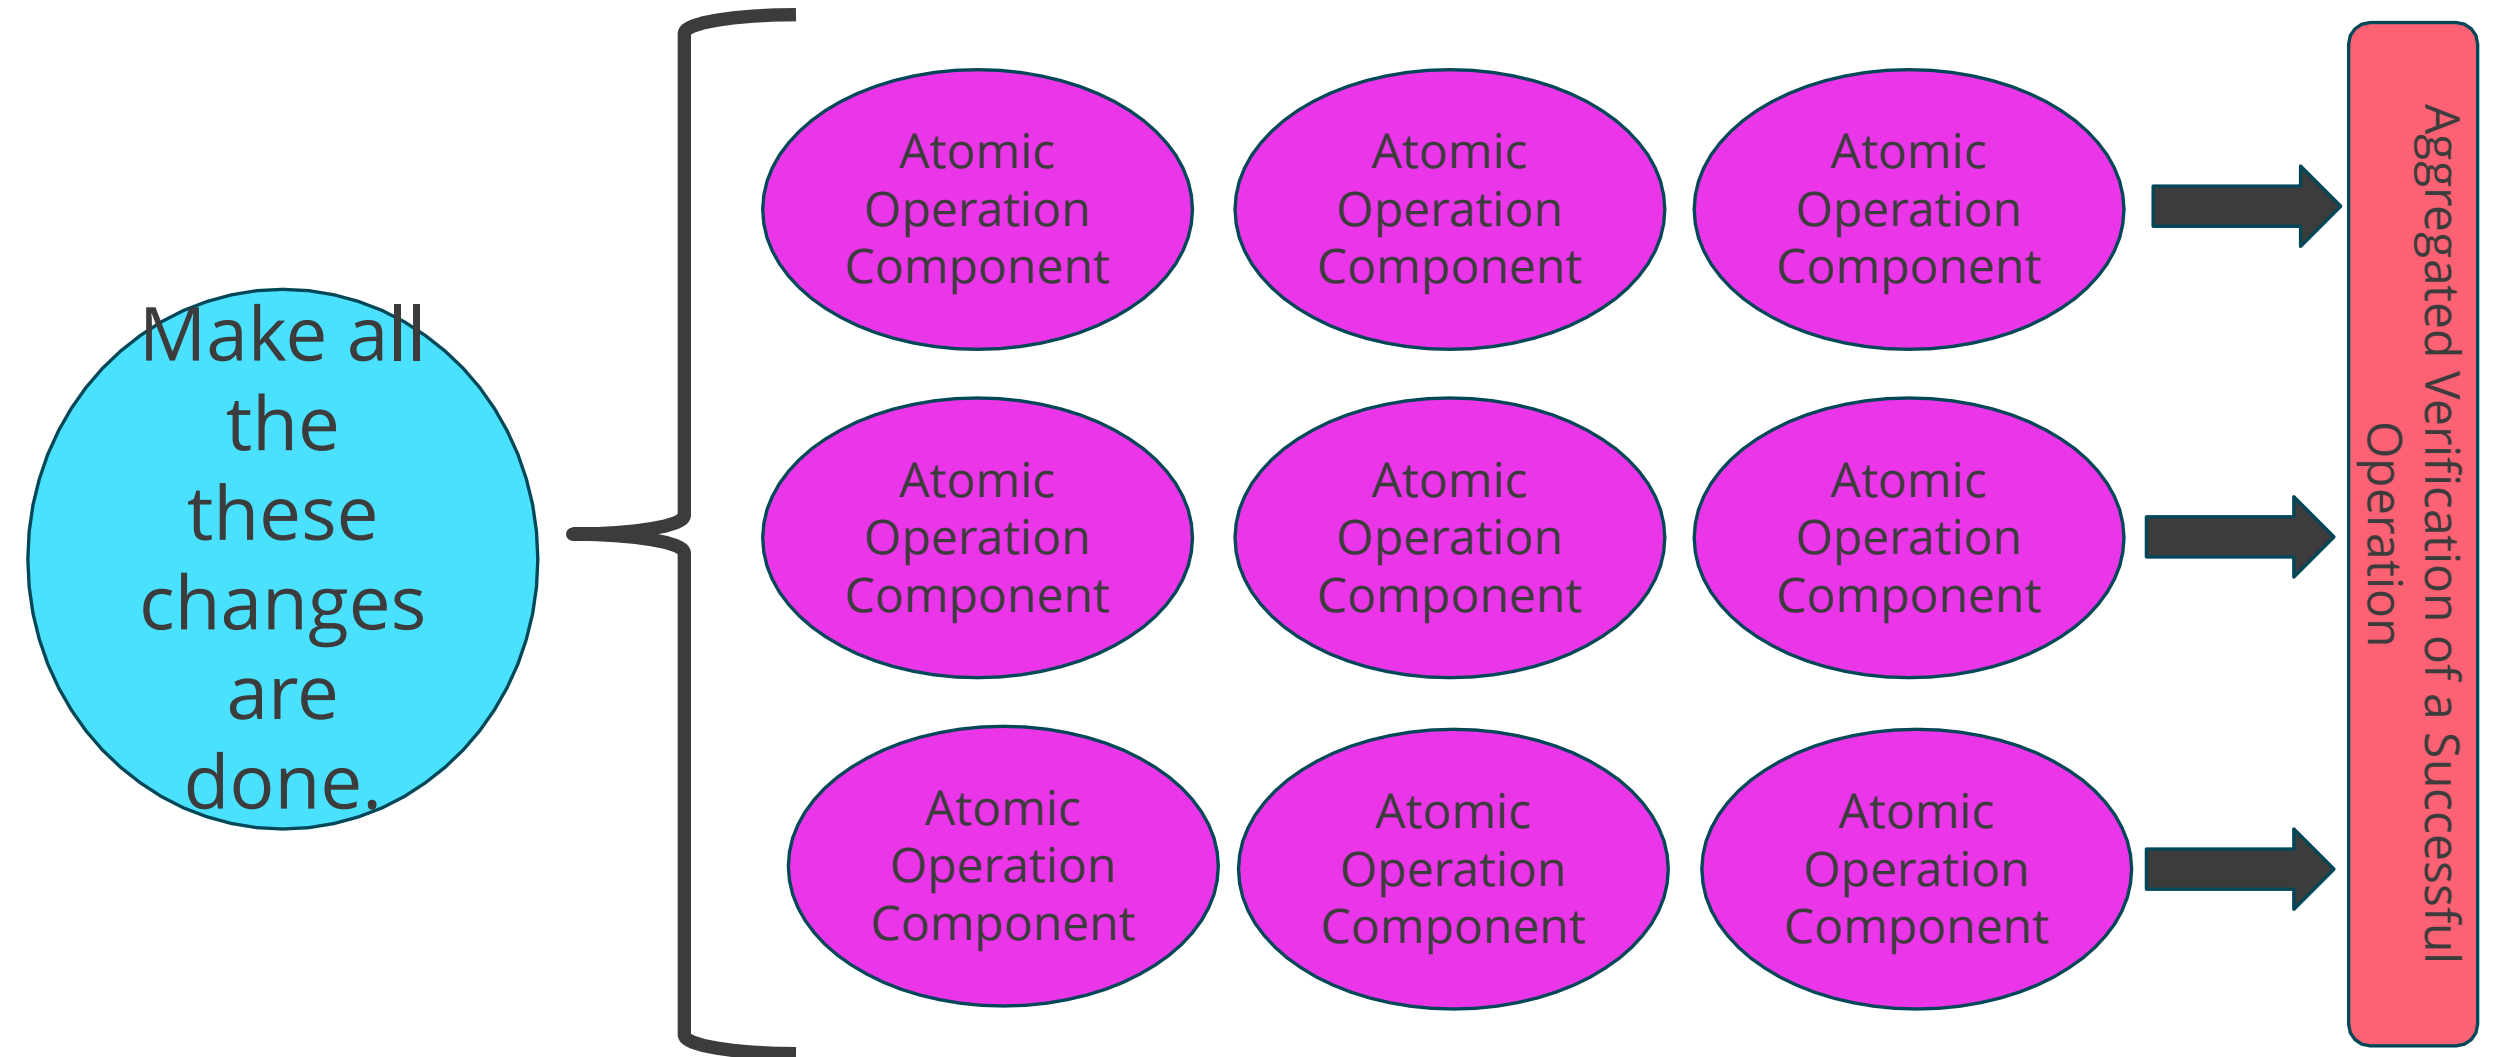 Make all
the
these
changes
are
done.
Atomic
Operation
Component
Atomic
Operation
Component
Atomic
Operation
Component
Atomic
Operation
Component
Atomic
Operation
Component
Atomic
Operation
Component
Atomic
Operation
Component
Atomic
Operation
Component
Atomic
Operation
Component
Aggregated Verification of a Successful
Operation